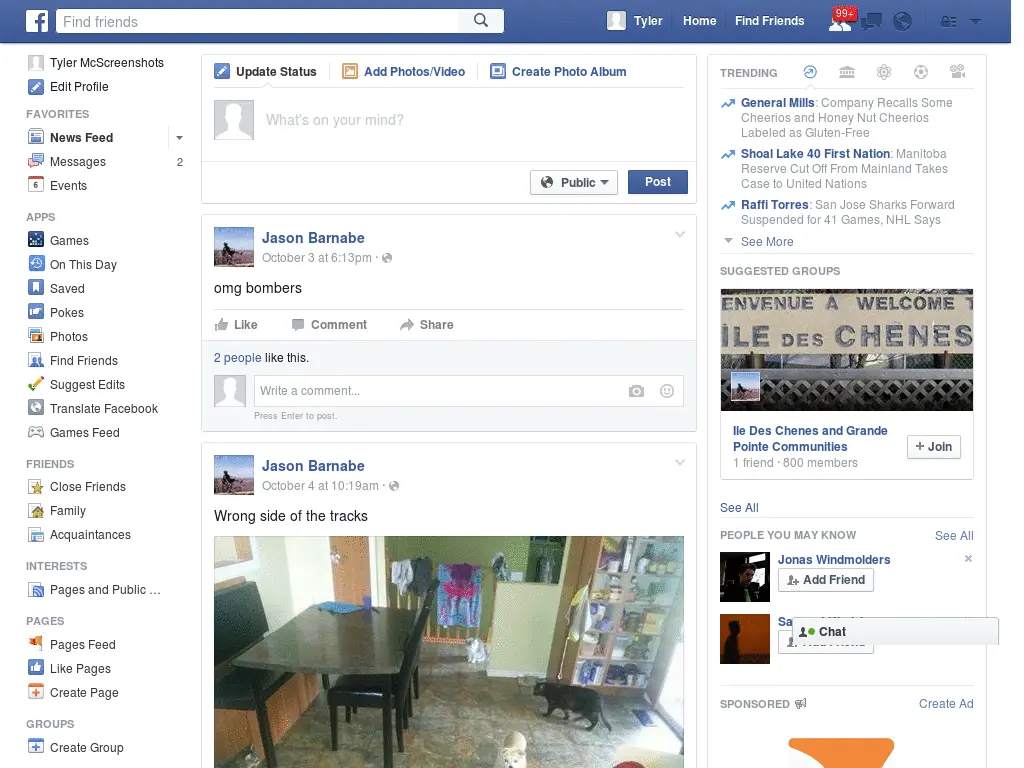 Find friends
Tyler
Home
Find Friends
99+
Tyler McScreenshots
Edit Profile
FAVORITES
News Feed
Messages 2
6 Events
APPS
Games
On This Day
Saved
Pokes
Photos
Find Friends
Suggest Edits
Translate Facebook
Games Feed
FRIENDS
Close Friends
Family
Acquaintances
INTERESTS
Pages and Public ...
PAGES
Pages Feed
Like Pages
Create Page
GROUPS
Create Group
Update Status
Add Photos/Video
Create Photo Album
What's on your mind?
Public
Post
Jason Barnabe
October 3 at 6:13pm ·
omg bombers
Like Comment Share
2 people like this.
Write a comment...
Press Enter to post.
Jason Barnabe
October 4 at 10:19am ·
Wrong side of the tracks
TRENDING
General Mills: Company Recalls Some
Cheerios and Honey Nut Cheerios
Labeled as Gluten-Free
Shoal Lake 40 First Nation: Manitoba
Reserve Cut Off From Mainland Takes
Case to United Nations
Raffi Torres: San Jose Sharks Forward
Suspended for 41 Games, NHL Says
See More
SUGGESTED GROUPS
ENVENUE À WELCOME T
ÎLE DES CHÊNES
Ile Des Chenes and Grande
Pointe Communities
1 friend · 800 members
+ Join
See All
PEOPLE YOU MAY KNOW See All
Jonas Windmolders
Add Friend
Chat
SPONSORED Create Ad